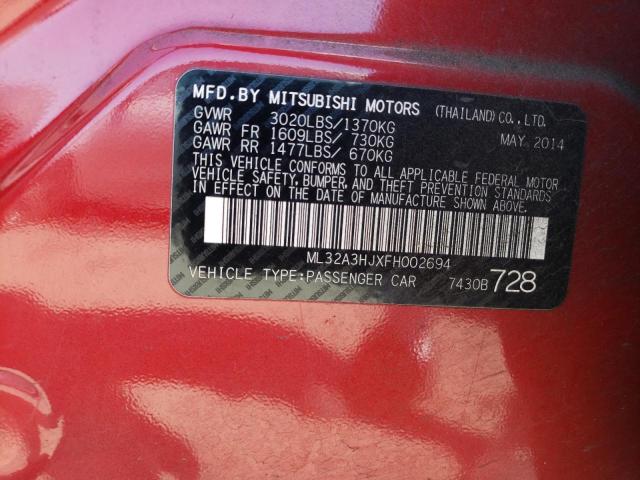 MFD.BY MITSUBISHI MOTORS (THAILAND) CO., LTD.
GVWR 3020LBS/1370KG MAY 2014
GAWR FR 1609LBS/ 730KG
GAWR RR 1477LBS/ 670KG
THIS VEHICLE CONFORMS TO ALL APPLICABLE FEDERAL MOTOR
VEHICLE SAFETY, BUMPER, AND THEFT PREVENTION STANDARDS
IN EFFECT ON THE DATE OF MANUFACTURE SHOWN ABOVE.
ML32A3HJXFH002694
VEHICLE TYPE:PASSENGER CAR 7430B 728